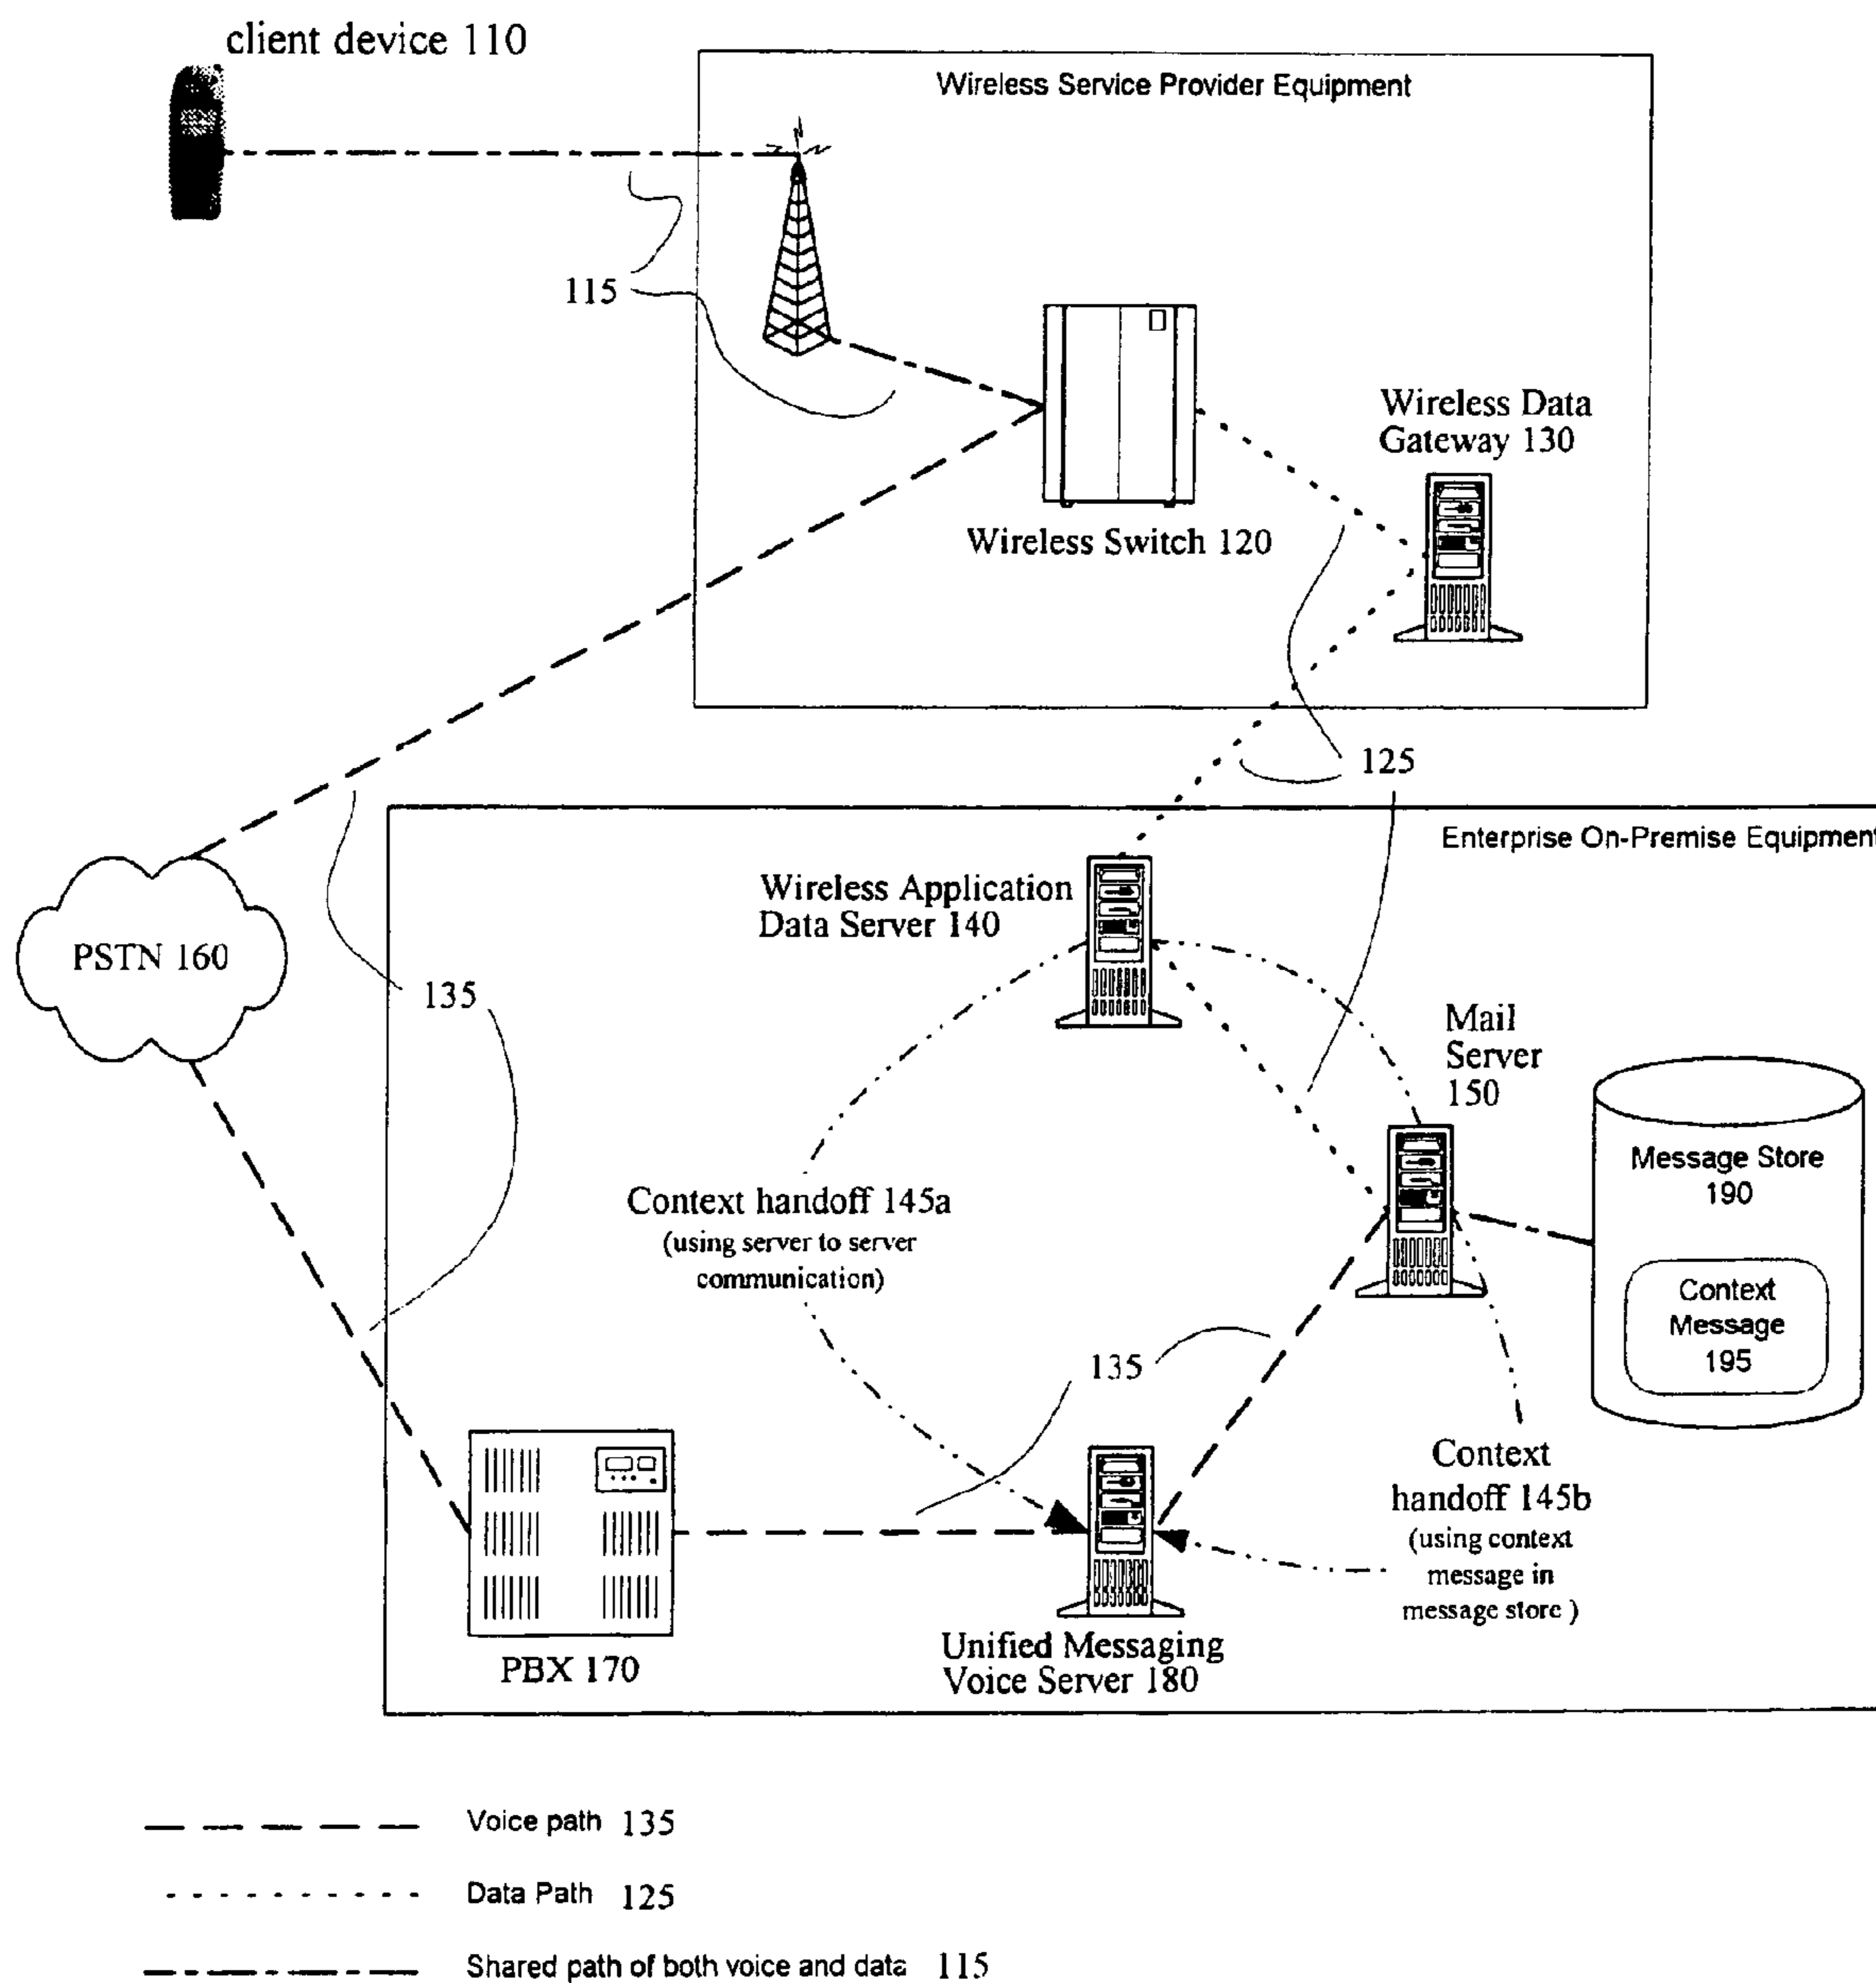 client device 110
Wireless Service Provider Equipment
115
Wireless Data
Gateway 130
Wireless Switch 120
125
Enterprise On-Premise Equipment
Wireless Application
Data Server 140
PSTN 160
135
Mail
Server
150
Message Store
190
Context handoff 145a
(using server to server
communication)
Context
Message
195
135
Context
handoff 145b
(using context
message in
message store )
Unified Messaging
Voice Server 180
PBX 170
Voice path 135
Data Path 125
Shared path of both voice and data 115